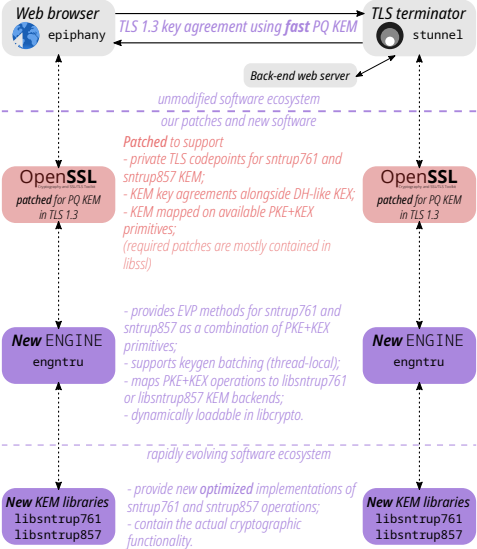 Web browser
epiphany
TLS 1.3 key agreement using fast PQ KEM
TLS terminator
stunnel
Back-end web server
unmodified software ecosystem
our patches and new software
OpenSSL
Cryptography and SSL/TLS Toolkit
patched for PQ KEM
in TLS 1.3
Patched to support
- private TLS codepoints for sntrup761 and
sntrup857 KEM;
- KEM key agreements alongside DH-like KEX;
- KEM mapped on available PKE+KEX
primitives;
(required patches are mostly contained in
libssl)
OpenSSL
Cryptography and SSL/TLS Toolkit
patched for PQ KEM
in TLS 1.3
New ENGINE
engntru
- provides EVP methods for sntrup761 and
sntrup857 as a combination of PKE+KEX
primitives;
- supports keygen batching (thread-local);
- maps PKE+KEX operations to libsntrup761
or libsntrup857 KEM backends;
- dynamically loadable in libcrypto.
New ENGINE
engntru
rapidly evolving software ecosystem
New KEM libraries
libsntrup761
libsntrup857
- provide new optimized implementations of
sntrup761 and sntrup857 operations;
- contain the actual cryptographic
functionality.
New KEM libraries
libsntrup761
libsntrup857